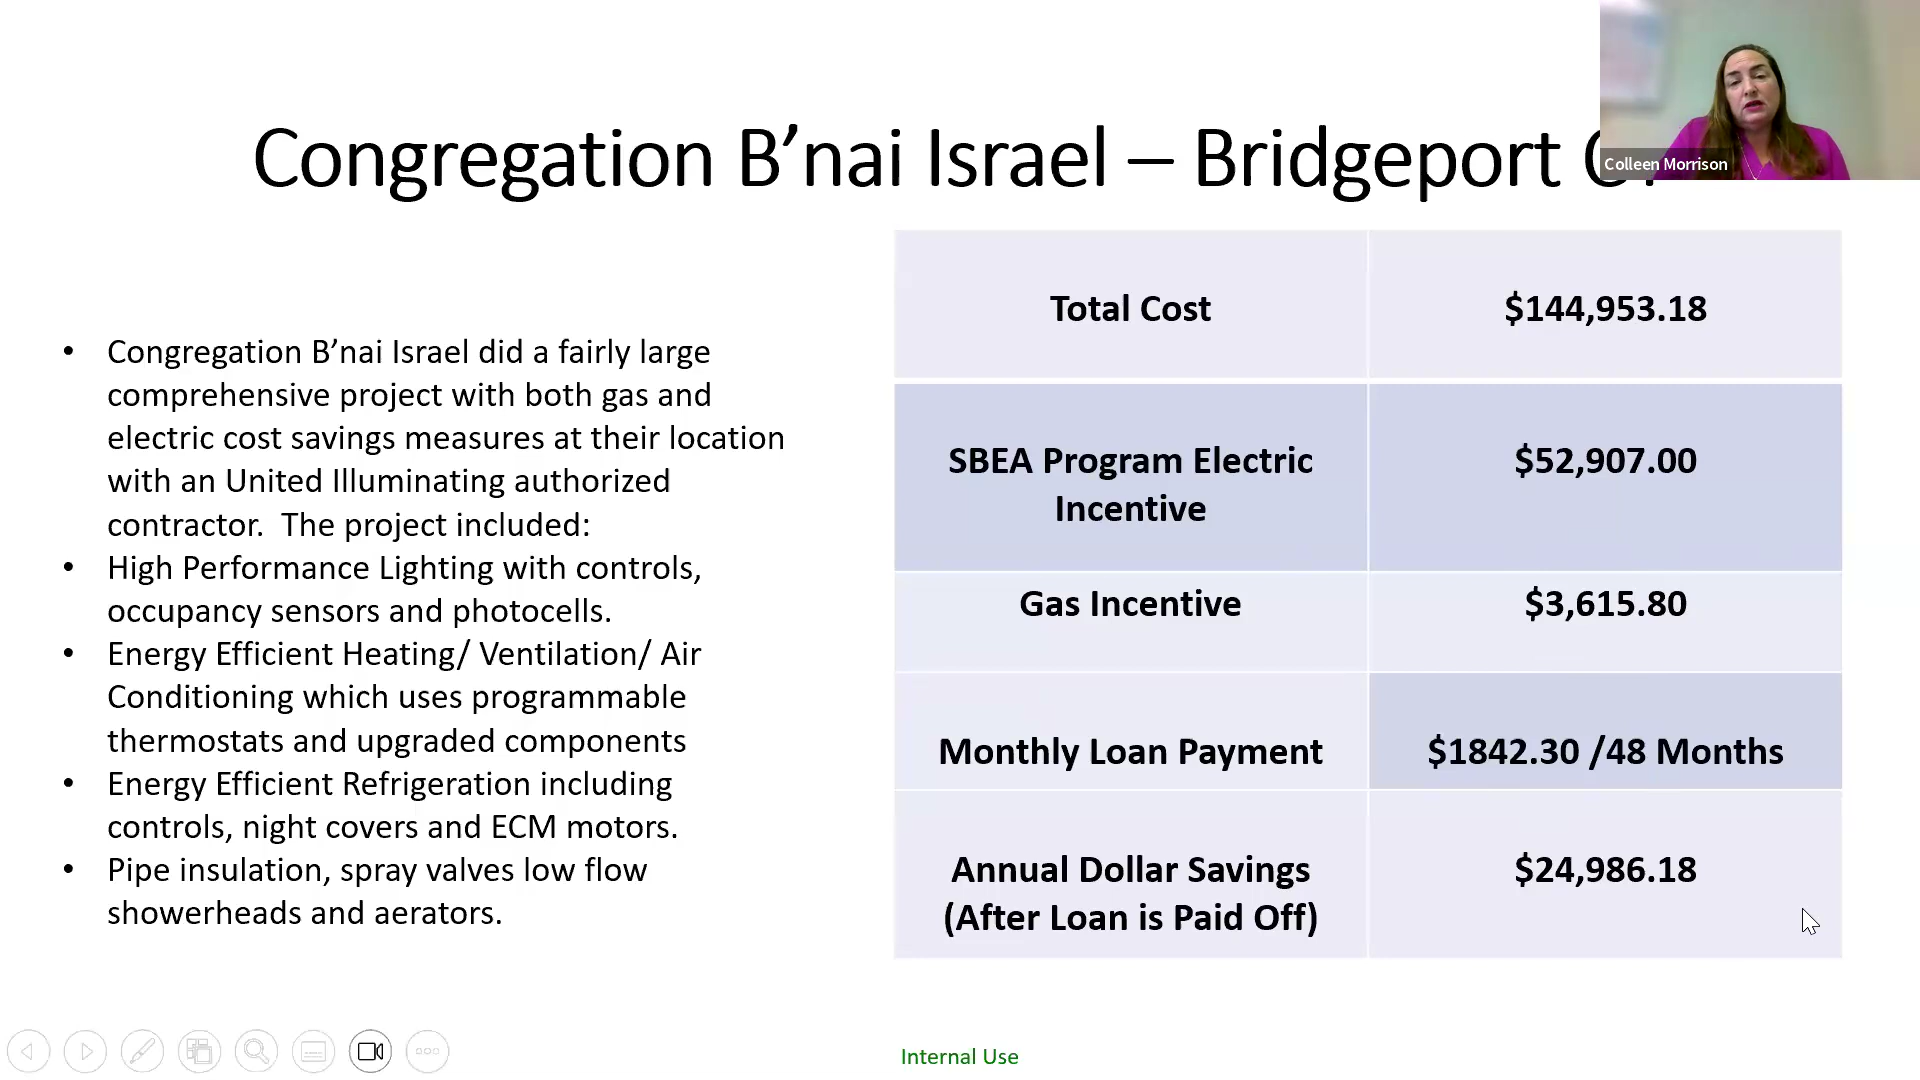 Congregation B’nai Israel – Bridgeport
Colleen Morrison
• Congregation B’nai Israel did a fairly large
comprehensive project with both gas and
electric cost savings measures at their location
with an United Illuminating authorized
contractor.  The project included:
• High Performance Lighting with controls,
occupancy sensors and photocells.
• Energy Efficient Heating/ Ventilation/ Air
Conditioning which uses programmable
thermostats and upgraded components
• Energy Efficient Refrigeration including
controls, night covers and ECM motors.
• Pipe insulation, spray valves low flow
showerheads and aerators.
Total Cost $144,953.18
SBEA Program Electric $52,907.00
Incentive
Gas Incentive $3,615.80
Monthly Loan Payment $1842.30 /48 Months
Annual Dollar Savings $24,986.18
(After Loan is Paid Off)
Internal Use